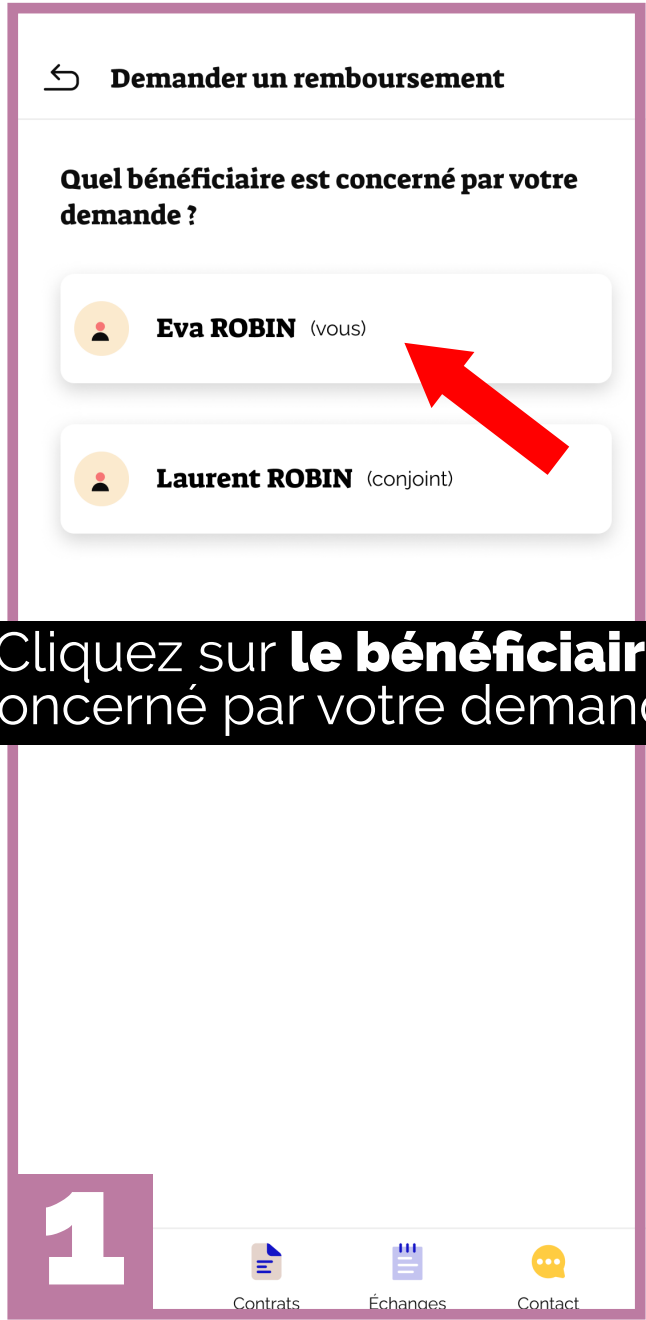 Demander un remboursement
Quel bénéficiaire est concerné par votre
demande ?
Eva ROBIN (vous)
Laurent ROBIN (conjoint)
Cliquez sur le bénéficiair
oncerné par votre deman
1
Contrats Échanges Contact